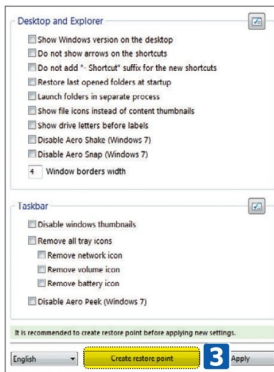 Desktop and Explorer
Show Windows version on the desktop
Do not show arrows on the shortcuts
Do not add "- Shortcut" suffix for the new shortcuts
Restore last opened folders at startup
Launch folders in separate process
Show file icons instead of content thumbnails
Show drive letters before labels
Disable Aero Shake (Windows 7)
Disable Aero Snap (Windows 7)
4 Window borders width
Taskbar
Disable windows thumbnails
Remove all tray icons
Remove network icon
Remove volume icon
Remove battery icon
Disable Aero Peek (Windows 7)
It is recommended to create restore point before applying new settings.
English Create restore point 3 Apply